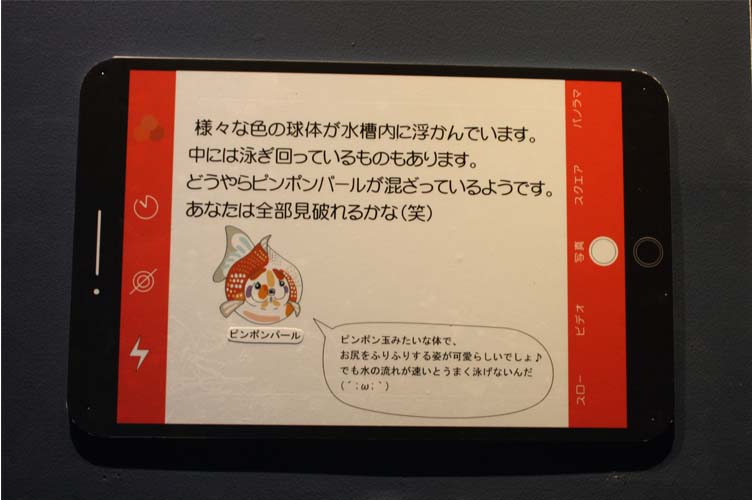 様々な色の球体が水槽内に浮かんでいます。
中には泳ぎ回っているものもあります。
どうやらピンポンパールが混ざっているようです。
あなたは全部見破れるかな(笑)
ピンポンパール
ピンポン玉みたいな体で、
お尻をふりふりする姿が可愛らしいでしょ♪
でも水の流れが速いとうまく泳げないんだ
(´;ω;`)
パノラマ
スクエア
写真
ビデオ
スロー